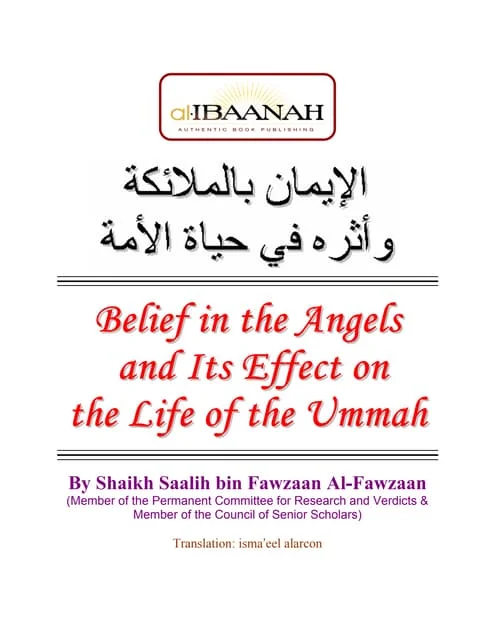 al-IBAANAH
AUTHENTIC BOOK PUBLISHING
الإيمان بالملائكة
وأثره في حياة الأمة
Belief in the Angels
and Its Effect on
the Life of the Ummah
By Shaikh Saalih bin Fawzaan Al-Fawzaan
(Member of the Permanent Committee for Research and Verdicts &
Member of the Council of Senior Scholars)
Translation: isma'eel alarcon